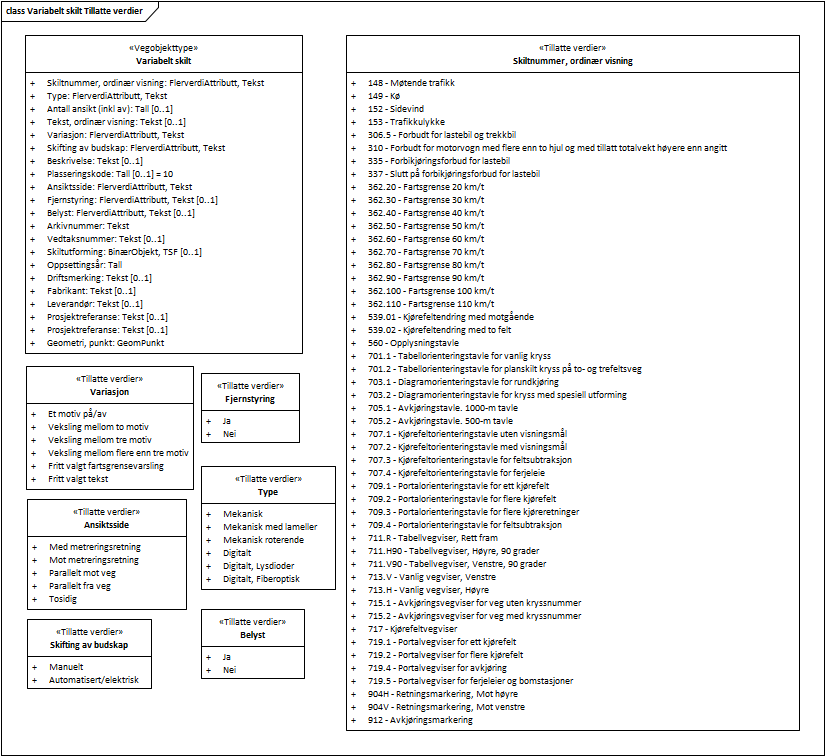 class Variabelt skilt Tillatte verdier
«Vegobjekttype»
Variabelt skilt
+ Skiltnummer, ordinær visning: FlerverdiAttributt, Tekst
+ Type: FlerverdiAttributt, Tekst
+ Antall ansikt (inkl av): Tall [0..1]
+ Tekst, ordinær visning: Tekst [0..1]
+ Variasjon: FlerverdiAttributt, Tekst
+ Skifting av budskap: FlerverdiAttributt, Tekst
+ Beskrivelse: Tekst [0..1]
+ Plasseringskode: Tall [0..1] = 10
+ Ansiktsside: FlerverdiAttributt, Tekst
+ Fjernstyring: FlerverdiAttributt, Tekst [0..1]
+ Belyst: FlerverdiAttributt, Tekst [0..1]
+ Arkivnummer: Tekst
+ Vedtaksnummer: Tekst [0..1]
+ Skiltutforming: BinærObjekt, TSF [0..1]
+ Oppsettingsår: Tall
+ Driftsmerking: Tekst [0..1]
+ Fabrikant: Tekst [0..1]
+ Leverandør: Tekst [0..1]
+ Prosjektreferanse: Tekst [0..1]
+ Prosjektreferanse: Tekst [0..1]
+ Geometri, punkt: GeomPunkt
«Tillatte verdier»
Variasjon
+ Et motiv på/av
+ Veksling mellom to motiv
+ Veksling mellom tre motiv
+ Veksling mellom flere enn tre motiv
+ Fritt valgt fartsgrensevarsling
+ Fritt valgt tekst
«Tillatte verdier»
Fjernstyring
+ Ja
+ Nei
«Tillatte verdier»
Type
+ Mekanisk
+ Mekanisk med lameller
+ Mekanisk roterende
+ Digitalt
+ Digitalt, Lysdioder
+ Digitalt, Fiberoptisk
«Tillatte verdier»
Ansiktsside
+ Med metreringsretning
+ Mot metreringsretning
+ Parallelt mot veg
+ Parallelt fra veg
+ Tosidig
«Tillatte verdier»
Skifting av budskap
+ Manuelt
+ Automatisert/elektrisk
«Tillatte verdier»
Belyst
+ Ja
+ Nei
«Tillatte verdier»
Skiltnummer, ordinær visning
+ 148 - Møtende trafikk
+ 149 - Kø
+ 152 - Sidevind
+ 153 - Trafikkulykke
+ 306.5 - Forbudt for lastebil og trekkbil
+ 310 - Forbudt for motorvogn med flere enn to hjul og med tillatt totalvekt høyere enn angitt
+ 335 - Forbikjøringsforbud for lastebil
+ 337 - Slutt på forbikjøringsforbud for lastebil
+ 362.20 - Fartsgrense 20 km/t
+ 362.30 - Fartsgrense 30 km/t
+ 362.40 - Fartsgrense 40 km/t
+ 362.50 - Fartsgrense 50 km/t
+ 362.60 - Fartsgrense 60 km/t
+ 362.70 - Fartsgrense 70 km/t
+ 362.80 - Fartsgrense 80 km/t
+ 362.90 - Fartsgrense 90 km/t
+ 362.100 - Fartsgrense 100 km/t
+ 362.110 - Fartsgrense 110 km/t
+ 539.01 - Kjørefeltendring med motgående
+ 539.02 - Kjørefeltendring med to felt
+ 560 - Opplysningstavle
+ 701.1 - Tabellorienteringstavle for vanlig kryss
+ 701.2 - Tabellorienteringstavle for planskilt kryss på to- og trefeltsveg
+ 703.1 - Diagramorienteringstavle for rundkjøring
+ 703.2 - Diagramorienteringstavle for kryss med spesiell utforming
+ 705.1 - Avkjøringstavle. 1000-m tavle
+ 705.2 - Avkjøringstavle. 500-m tavle
+ 707.1 - Kjørefeltorienteringstavle uten visningsmål
+ 707.2 - Kjørefeltorienteringstavle med visningsmål
+ 707.3 - Kjørefeltorienteringstavle for feltsubtraksjon
+ 707.4 - Kjørefeltorienteringstavle for ferjeleie
+ 709.1 - Portalorienteringstavle for ett kjørefelt
+ 709.2 - Portalorienteringstavle for flere kjørefelt
+ 709.3 - Portalorienteringstavle for flere kjøreretninger
+ 709.4 - Portalorienteringstavle for feltsubtraksjon
+ 711.R - Tabellvegviser, Rett fram
+ 711.H90 - Tabellvegviser, Høyre, 90 grader
+ 711.V90 - Tabellvegviser, Venstre, 90 grader
+ 713.V - Vanlig vegviser, Venstre
+ 713.H - Vanlig vegviser, Høyre
+ 715.1 - Avkjøringsvegviser for veg uten kryssnummer
+ 715.2 - Avkjøringsvegviser for veg med kryssnummer
+ 717 - Kjørefeltvegviser
+ 719.1 - Portalvegviser for ett kjørefelt
+ 719.2 - Portalvegviser for flere kjørefelt
+ 719.4 - Portalvegviser for avkjøring
+ 719.5 - Portalvegviser for ferjeleier og bomstasjoner
+ 904H - Retningsmarkering, Mot høyre
+ 904V - Retningsmarkering, Mot venstre
+ 912 - Avkjøringsmarkering